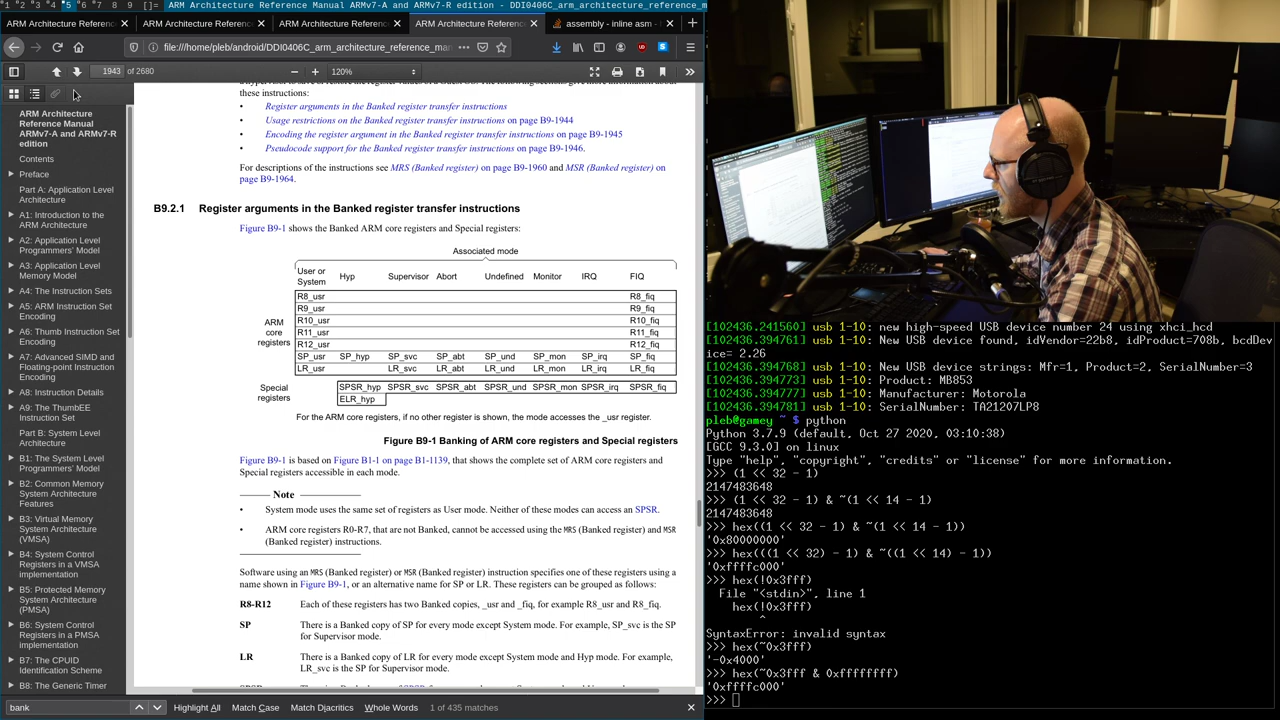 1 2 3 4 5 6 7 8 9 []= ARM Architecture Reference Manual ARMv7-A and ARMv7-R edition - DDI0406C_arm_architecture_reference_ma
ARM Architecture Reference
ARM Architecture Reference
ARM Architecture Reference
ARM Architecture Reference
assembly - inline asm
file:///home/pleb/android/DDI0406C_arm_architecture_reference_ma
1943 of 2680
120%
ARM Architecture
Reference Manual
ARMv7-A and ARMv7-R
edition
Contents
Preface
Part A: Application Level
Architecture
A1: Introduction to the
ARM Architecture
A2: Application Level
Programmers' Model
A3: Application Level
Memory Model
A4: The Instruction Sets
A5: ARM Instruction Set
Encoding
A6: Thumb Instruction Set
Encoding
A7: Advanced SIMD and
Floating-point Instruction
Encoding
A8: Instruction Details
A9: The ThumbEE
Instruction Set
Part B: System Level
Architecture
B1: The System Level
Programmers' Model
B2: Common Memory
System Architecture
Features
B3: Virtual Memory
System Architecture
(VMSA)
B4: System Control
Registers in a VMSA
implementation
B5: Protected Memory
System Architecture
(PMSA)
B6: System Control
Registers in a PMSA
implementation
B7: The CPUID
Identification Scheme
B8: The Generic Timer
these instructions:
• Register arguments in the Banked register transfer instructions
• Usage restrictions on the Banked register transfer instructions on page B9-1944
• Encoding the register argument in the Banked register transfer instructions on page B9-1945
• Pseudocode support for the Banked register transfer instructions on page B9-1946.
For descriptions of the instructions see MRS (Banked register) on page B9-1960 and MSR (Banked register) on
page B9-1964.
B9.2.1 Register arguments in the Banked register transfer instructions
Figure B9-1 shows the Banked ARM core registers and Special registers:
Associated mode
User or System Hyp Supervisor Abort Undefined Monitor IRQ FIQ
ARM core registers
R8_usr R8_fiq
R9_usr R9_fiq
R10_usr R10_fiq
R11_usr R11_fiq
R12_usr R12_fiq
SP_usr SP_hyp SP_svc SP_abt SP_und SP_mon SP_irq SP_fiq
LR_usr LR_svc LR_abt LR_und LR_mon LR_irq LR_fiq
Special registers
SPSR_hyp SPSR_svc SPSR_abt SPSR_und SPSR_mon SPSR_irq SPSR_fiq
ELR_hyp
For the ARM core registers, if no other register is shown, the mode accesses the _usr register.
Figure B9-1 Banking of ARM core registers and Special registers
Figure B9-1 is based on Figure B1-1 on page B1-1139, that shows the complete set of ARM core registers and
Special registers accessible in each mode.
Note
• System mode uses the same set of registers as User mode. Neither of these modes can access an SPSR.
• ARM core registers R0-R7, that are not Banked, cannot be accessed using the MRS (Banked register) and MSR
(Banked register) instructions.
Software using an MRS (Banked register) or MSR (Banked register) instruction specifies one of these registers using a
name shown in Figure B9-1, or an alternative name for SP or LR. These registers can be grouped as follows:
R8-R12 Each of these registers has two Banked copies, _usr and _fiq, for example R8_usr and R8_fiq.
SP There is a Banked copy of SP for every mode except System mode. For example, SP_svc is the SP
for Supervisor mode.
LR There is a Banked copy of LR for every mode except System mode and Hyp mode. For example,
LR_svc is the SP for Supervisor mode.
bank
Highlight All Match Case Match Diacritics Whole Words 1 of 435 matches
[102436.241560] usb 1-10: new high-speed USB device number 24 using xhci_hcd
[102436.394761] usb 1-10: New USB device found, idVendor=22b8, idProduct=708b, bcdDev
ice= 2.26
[102436.394768] usb 1-10: New USB device strings: Mfr=1, Product=2, SerialNumber=3
[102436.394773] usb 1-10: Product: MB853
[102436.394777] usb 1-10: Manufacturer: Motorola
[102436.394781] usb 1-10: SerialNumber: TA21207LP8
pleb@gamey ~ $ python
Python 3.7.9 (default, Oct 27 2020, 03:10:38)
[GCC 9.3.0] on linux
Type "help", "copyright", "credits" or "license" for more information.
>>> (1 << 32 - 1)
2147483648
>>> (1 << 32 - 1) & ~(1 << 14 - 1)
2147483648
>>> hex((1 << 32 - 1) & ~(1 << 14 - 1))
'0x80000000'
>>> hex(((1 << 32) - 1) & ~((1 << 14) - 1))
'0xffffc000'
>>> hex(!0x3fff)
File "<stdin>", line 1
hex(!0x3fff)
^
SyntaxError: invalid syntax
>>> hex(~0x3fff)
'-0x4000'
>>> hex(~0x3fff & 0xffffffff)
'0xffffc000'
>>>